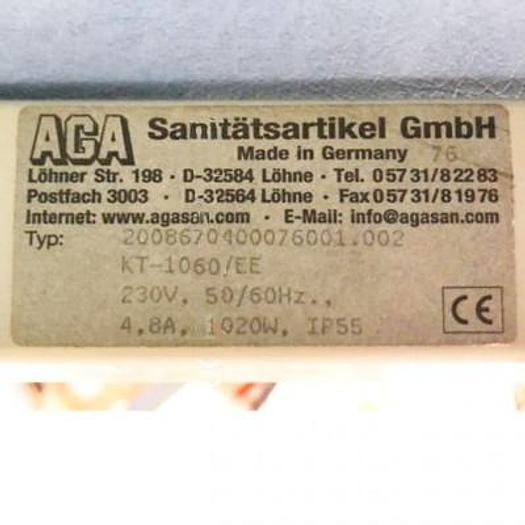 AGA Sanitätsartikel GmbH
Made in Germany 76
Löhner Str. 198 · D-32584 Löhne · Tel. 05731/82283
Postfach 3003 · D-32564 Löhne · Fax 05731/81976
Internet: www.agasan.com · E-Mail: info@agasan.com
Typ: 2008670400076001.002
KT-1060/EE
230V, 50/60Hz.,
4,8A, 1020W, IP55
CE